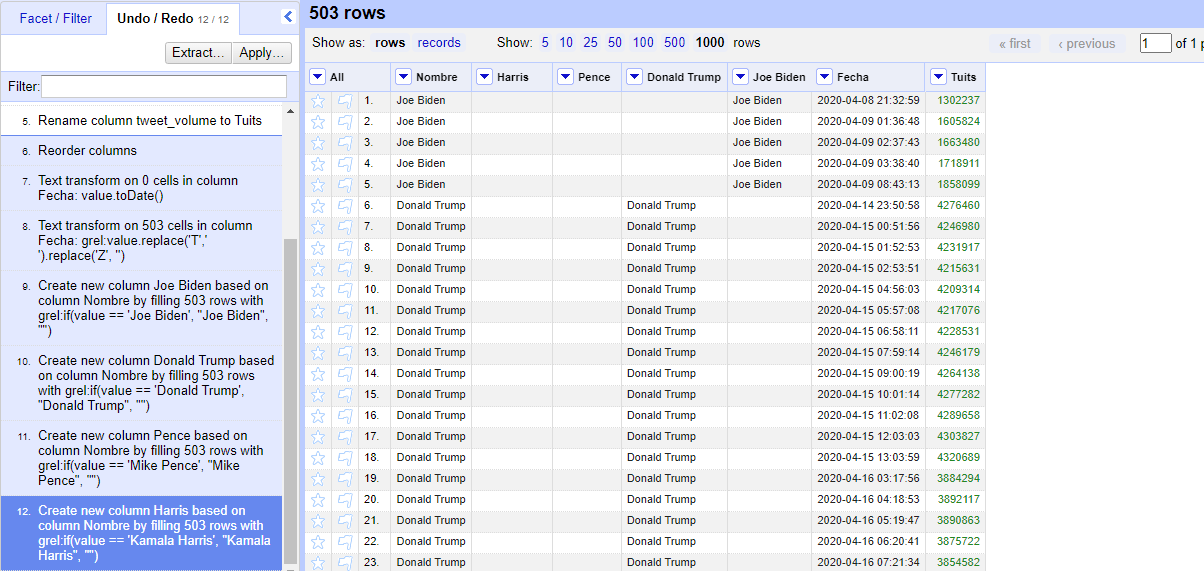 Facet / Filter
Undo / Redo 12 / 12
Extract...
Apply...
Filter:
5. Rename column tweet_volume to Tuits
6. Reorder columns
7. Text transform on 0 cells in column
Fecha: value.toDate()
8. Text transform on 503 cells in column
Fecha: grel:value.replace('T','
').replace('Z', '')
9. Create new column Joe Biden based on
column Nombre by filling 503 rows with
grel:if(value == 'Joe Biden', "Joe Biden",
"")
10. Create new column Donald Trump based
on column Nombre by filling 503 rows
with grel:if(value == 'Donald Trump',
"Donald Trump", "")
11. Create new column Pence based on
column Nombre by filling 503 rows with
grel:if(value == 'Mike Pence', "Mike
Pence", "")
12. Create new column Harris based on
column Nombre by filling 503 rows with
grel:if(value == 'Kamala Harris', "Kamala
Harris", "")
503 rows
Show as: rows records Show: 5 10 25 50 100 500 1000 rows « first ‹ previous 1 of 1
All Nombre Harris Pence Donald Trump Joe Biden Fecha Tuits
1. Joe Biden Joe Biden 2020-04-08 21:32:59 1302237
2. Joe Biden Joe Biden 2020-04-09 01:36:48 1605824
3. Joe Biden Joe Biden 2020-04-09 02:37:43 1663480
4. Joe Biden Joe Biden 2020-04-09 03:38:40 1718911
5. Joe Biden Joe Biden 2020-04-09 08:43:13 1858099
6. Donald Trump Donald Trump 2020-04-14 23:50:58 4276460
7. Donald Trump Donald Trump 2020-04-15 00:51:56 4246980
8. Donald Trump Donald Trump 2020-04-15 01:52:53 4231917
9. Donald Trump Donald Trump 2020-04-15 02:53:51 4215631
10. Donald Trump Donald Trump 2020-04-15 04:56:03 4209314
11. Donald Trump Donald Trump 2020-04-15 05:57:08 4217076
12. Donald Trump Donald Trump 2020-04-15 06:58:11 4228531
13. Donald Trump Donald Trump 2020-04-15 07:59:14 4246179
14. Donald Trump Donald Trump 2020-04-15 09:00:19 4264138
15. Donald Trump Donald Trump 2020-04-15 10:01:14 4277282
16. Donald Trump Donald Trump 2020-04-15 11:02:08 4289658
17. Donald Trump Donald Trump 2020-04-15 12:03:03 4303827
18. Donald Trump Donald Trump 2020-04-15 13:03:59 4320689
19. Donald Trump Donald Trump 2020-04-16 03:17:56 3884294
20. Donald Trump Donald Trump 2020-04-16 04:18:53 3892117
21. Donald Trump Donald Trump 2020-04-16 05:19:47 3890863
22. Donald Trump Donald Trump 2020-04-16 06:20:41 3875722
23. Donald Trump Donald Trump 2020-04-16 07:21:34 3854582